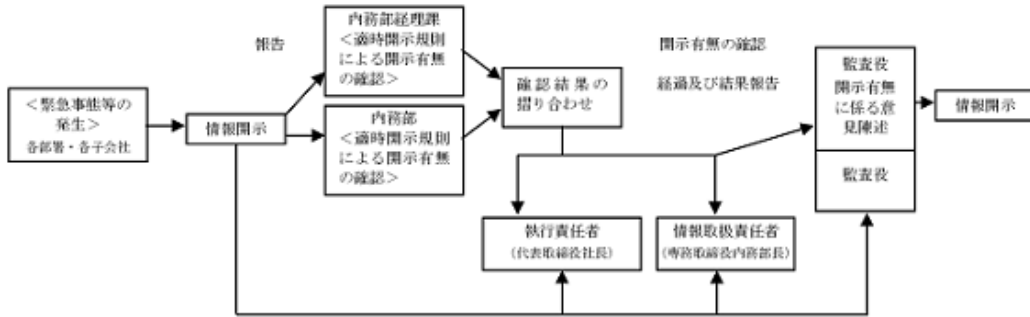 報告
内務部経理課
<適時開示規則
による開示有無
の確認>
開示有無の確認
経過及び結果報告
監査役
開示有無
に係る意
見陳述
監査役
<緊急事態等の
発生>
各部署・各子会社
情報開示
内務部
<適時開示規則
による開示有無
の確認>
確認結果の
摺り合わせ
情報開示
執行責任者
(代表取締役社長)
情報取扱責任者
(専務取締役内務部長)